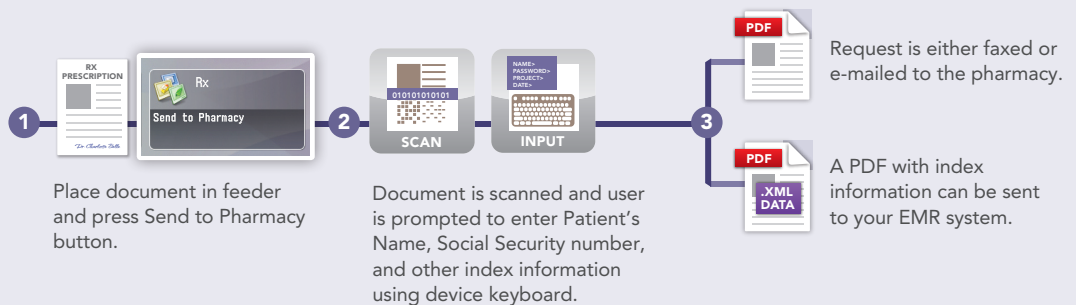 1
RX
PRESCRIPTION
Dr. Charlotte Bella
Rx
Send to Pharmacy
Place document in feeder
and press Send to Pharmacy
button.
2
010101010101
SCAN
NAME>
PASSWORD>
PROJECT>
DATE>
INPUT
Document is scanned and user
is prompted to enter Patient’s
Name, Social Security number,
and other index information
using device keyboard.
3
PDF
Request is either faxed or
e-mailed to the pharmacy.
PDF
.XML
DATA
A PDF with index
information can be sent
to your EMR system.